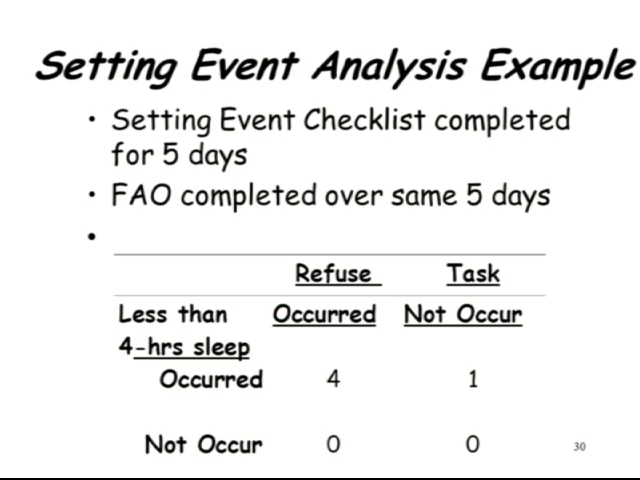 Setting Event Analysis Example
• Setting Event Checklist completed
for 5 days
• FAO completed over same 5 days
•
Refuse Task
Less than Occurred Not Occur
4-hrs sleep
Occurred 4 1
Not Occur 0 0
30